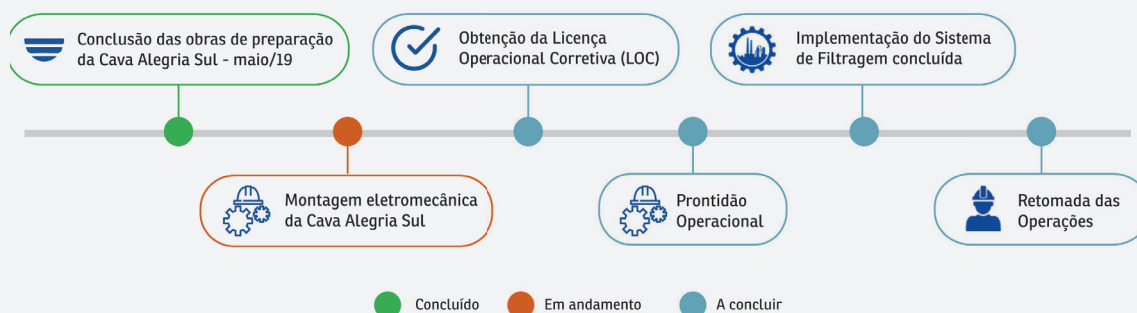 Conclusão das obras de preparação
da Cava Alegria Sul - maio/19
Obtenção da Licença
Operacional Corretiva (LOC)
Implementação do Sistema
de Filtragem concluída
Montagem eletromecânica
da Cava Alegria Sul
Prontidão
Operacional
Retomada das
Operações
Concluído
Em andamento
A concluir